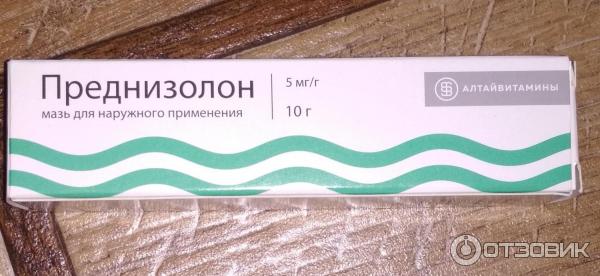 Преднизолон
мазь для наружного применения
5 мг/г
10 г
АЛТАЙВИТАМИНЫ
ОТЗОВИК